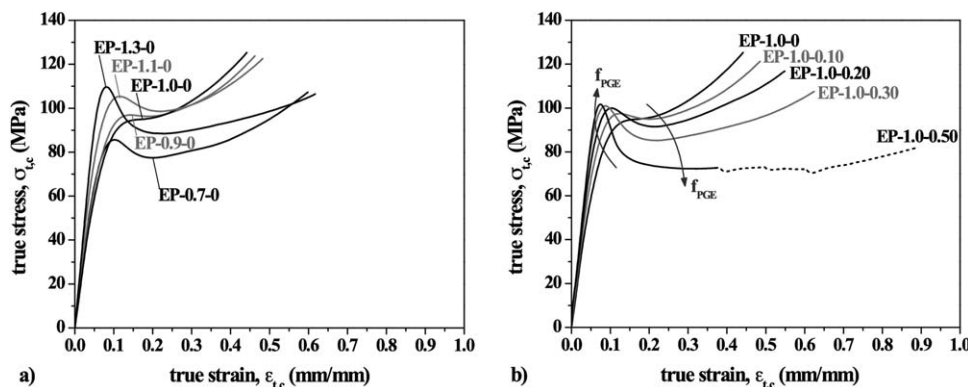 140
120
100
80
60
40
20
0
true stress, σt,c (MPa)
EP-1.3-0
EP-1.1-0
EP-1.0-0
EP-0.9-0
EP-0.7-0
0.0 0.1 0.2 0.3 0.4 0.5 0.6 0.7 0.8 0.9 1.0
true strain, εt,c (mm/mm)
a)
140
120
100
80
60
40
20
0
true stress, σt,c (MPa)
EP-1.0-0
EP-1.0-0.10
EP-1.0-0.20
EP-1.0-0.30
EP-1.0-0.50
fPGE
fPGE
0.0 0.1 0.2 0.3 0.4 0.5 0.6 0.7 0.8 0.9 1.0
true strain, εt,c (mm/mm)
b)